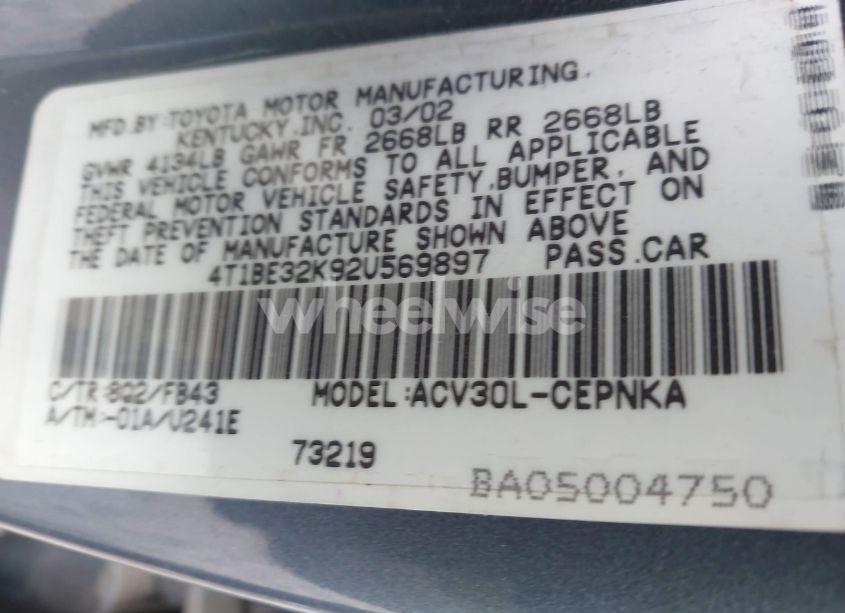 MFD.BY:TOYOTA MOTOR MANUFACTURING.
KENTUCKY.INC. 03/02
GVWR 4134LB GAWR FR 2668LB RR 2668LB
THIS VEHICLE CONFORMS TO ALL APPLICABLE
FEDERAL MOTOR VEHICLE SAFETY,BUMPER, AND
THEFT PREVENTION STANDARDS IN EFFECT ON
THE DATE OF MANUFACTURE SHOWN ABOVE
4T1BE32K92U569897 PASS.CAR
wheelwise
C/TR:8Q2/FB43 MODEL:ACV30L-CEPNKA
A/TM:-01A/U241E
73219
BA05004750